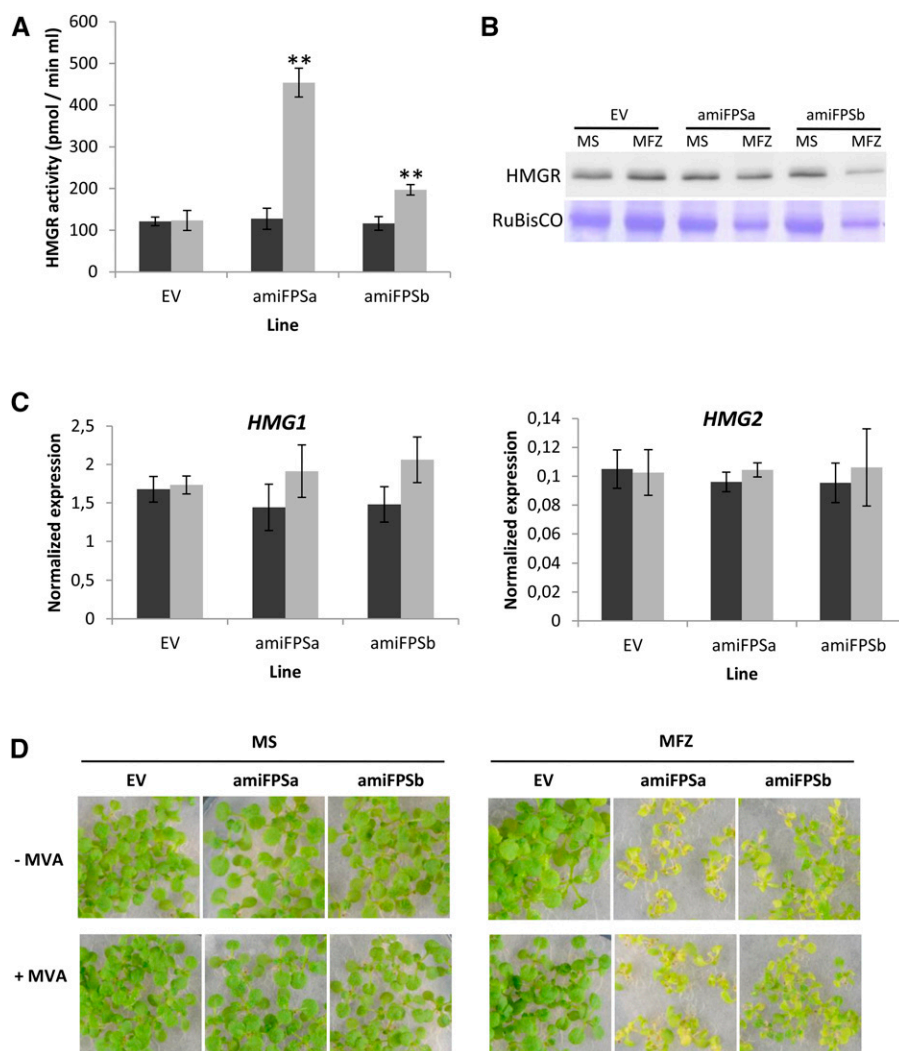 A
HMGR activity (pmol / min ml)
600
500
400
300
200
100
0
**
**
EV
amiFPSa
amiFPSb
Line
B
EV amiFPSa amiFPSb
MS MFZ MS MFZ MS MFZ
HMGR
RuBisCO
C
HMG1
Normalized expression
2,5
2
1,5
1
0,5
0
EV
amiFPSa
amiFPSb
Line
HMG2
Normalized expression
0,14
0,12
0,1
0,08
0,06
0,04
0,02
0
EV
amiFPSa
amiFPSb
Line
D
MS
EV amiFPSa amiFPSb
MFZ
EV amiFPSa amiFPSb
- MVA
+ MVA